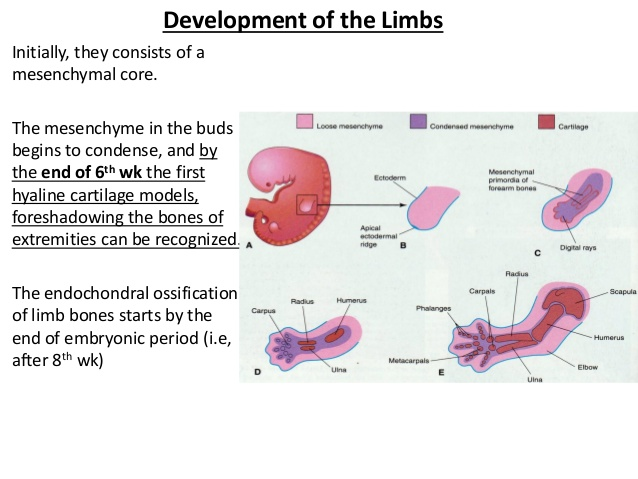 Development of the Limbs
Initially, they consists of a
mesenchymal core.
The mesenchyme in the buds
begins to condense, and by
the end of 6th wk the first
hyaline cartilage models,
foreshadowing the bones of
extremities can be recognized.
The endochondral ossification
of limb bones starts by the
end of embryonic period (i.e,
after 8th wk)
Loose mesenchyme
Condensed mesenchyme
Cartilage
A
Ectoderm
Apical
ectodermal
ridge
B
Mesenchymal
primordia of
forearm bones
Digital rays
C
Carpus
Radius
Humerus
Ulna
D
Radius
Carpals
Phalanges
Scapula
Humerus
Metacarpals
Elbow
Ulna
E